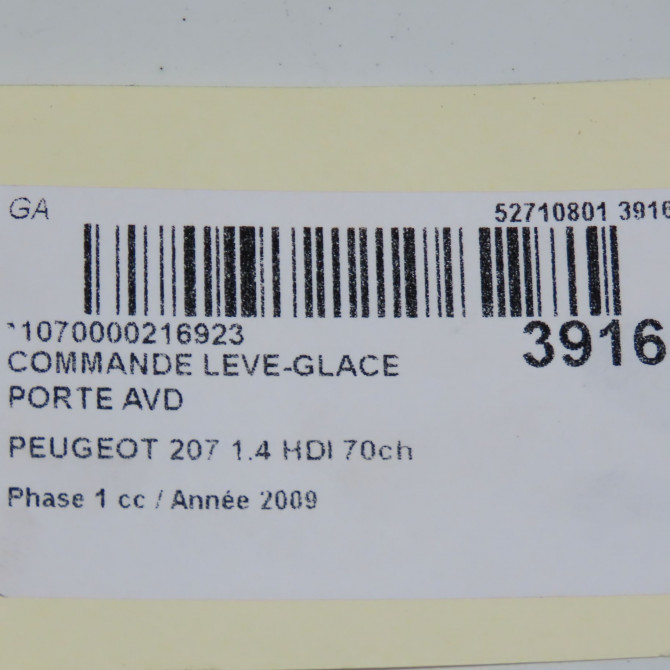 GA 52710801 3916
*1070000216923 3916
COMMANDE LEVE-GLACE
PORTE AVD
PEUGEOT 207 1.4 HDI 70ch
Phase 1 cc / Année 2009